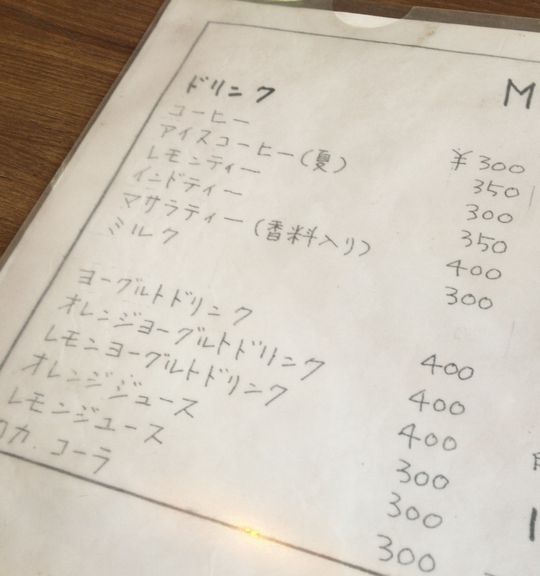 ドリンク M
コーヒー ¥300
アイスコーヒー(夏) 350
レモンティー 300
インドティー 350
マサラティー(香料入り) 400
ミルク 300
ヨーグルトドリンク 400
オレンジヨーグルトドリンク 400
レモンヨーグルトドリンク 400
オレンジジュース 300
レモンジュース 300
コカ.コーラ 300